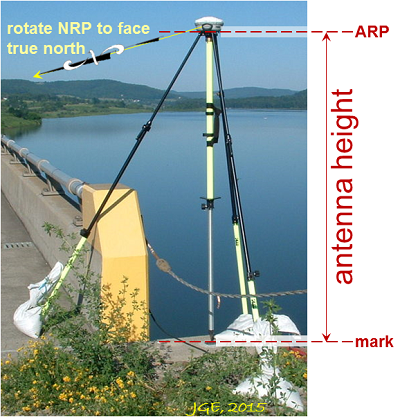 rotate NRP to face
true north
ARP
antenna height
mark
JGE, 2015